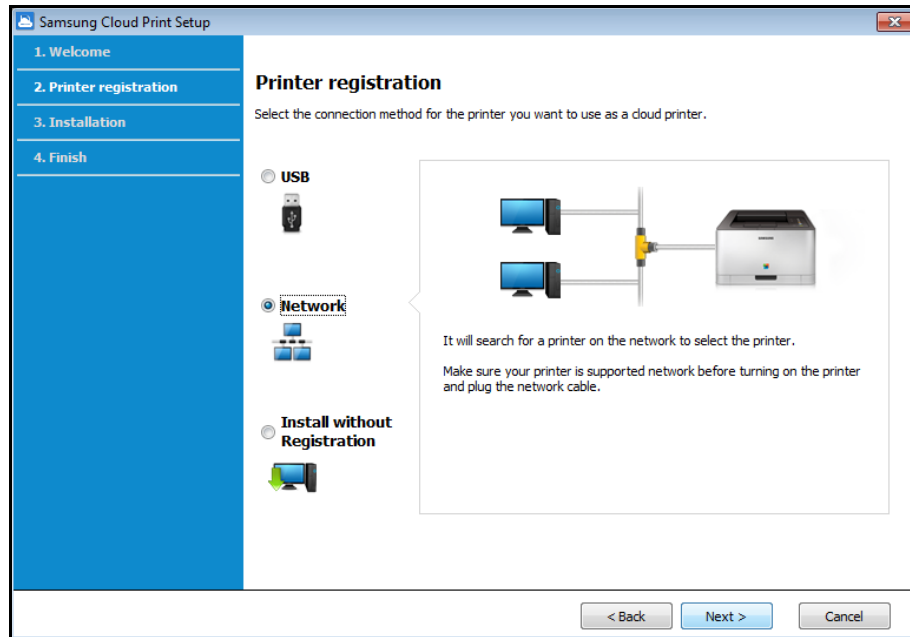 Samsung Cloud Print Setup
1. Welcome
2. Printer registration
3. Installation
4. Finish
Printer registration
Select the connection method for the printer you want to use as a cloud printer.
USB
Network
Install without
Registration
It will search for a printer on the network to select the printer.
Make sure your printer is supported network before turning on the printer
and plug the network cable.
< Back
Next >
Cancel